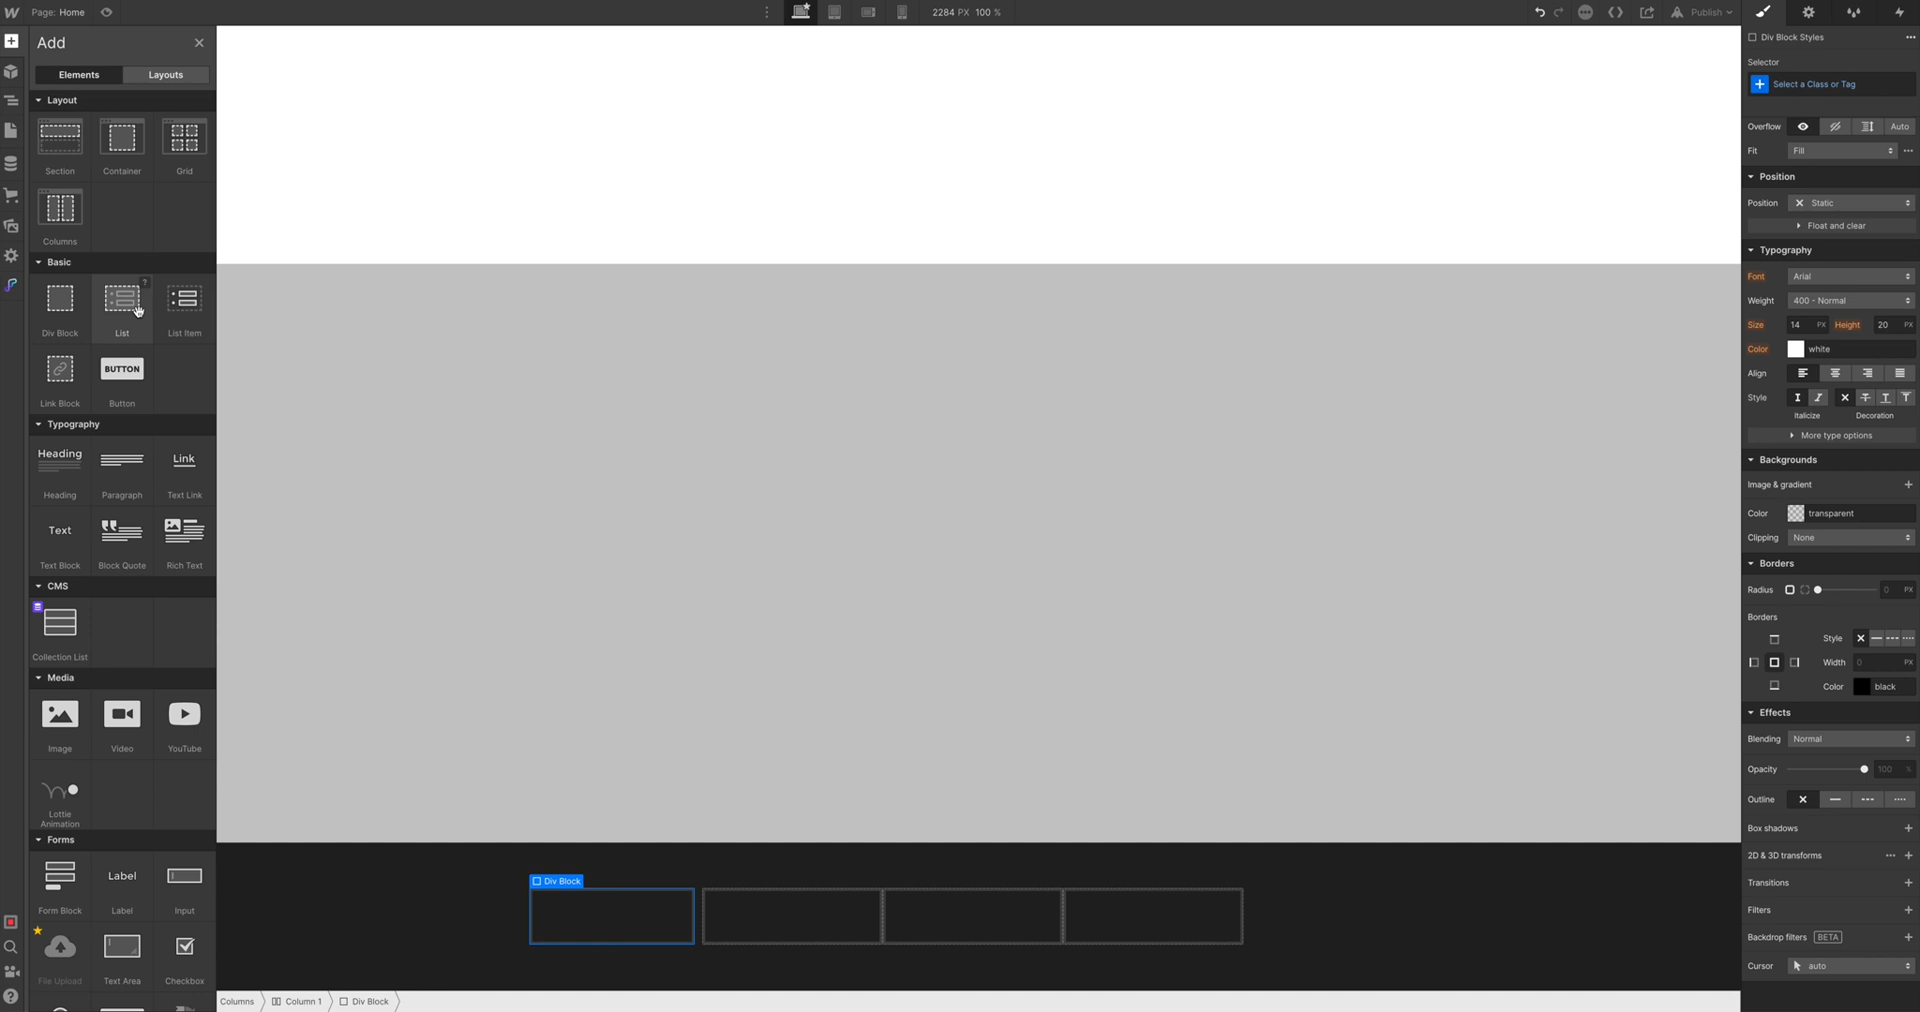 Page: Home
2284 PX 100 %
Publish
Add
Elements Layouts
Layout
Section Container Grid
Columns
Basic
?
Div Block List List Item
BUTTON
Link Block Button
Typography
Heading Link
Heading Paragraph Text Link
Text
Text Block Block Quote Rich Text
CMS
Collection List
Media
Image Video YouTube
Lottie
Animation
Forms
Label
Form Block Label Input
File Upload Text Area Checkbox
Div Block
Columns Column 1 Div Block
Div Block Styles
Selector
Select a Class or Tag
Overflow Auto
Fit Fill
Position
Position Static
Float and clear
Typography
Font Arial
Weight 400 - Normal
Size 14 PX Height 20 PX
Color white
Align
Style
Italicize Decoration
More type options
Backgrounds
Image & gradient
Color transparent
Clipping None
Borders
Radius 0 PX
Borders
Style
Width 0 PX
Color black
Effects
Blending Normal
Opacity 100 %
Outline
Box shadows
2D & 3D transforms
Transitions
Filters
Backdrop filters BETA
Cursor auto